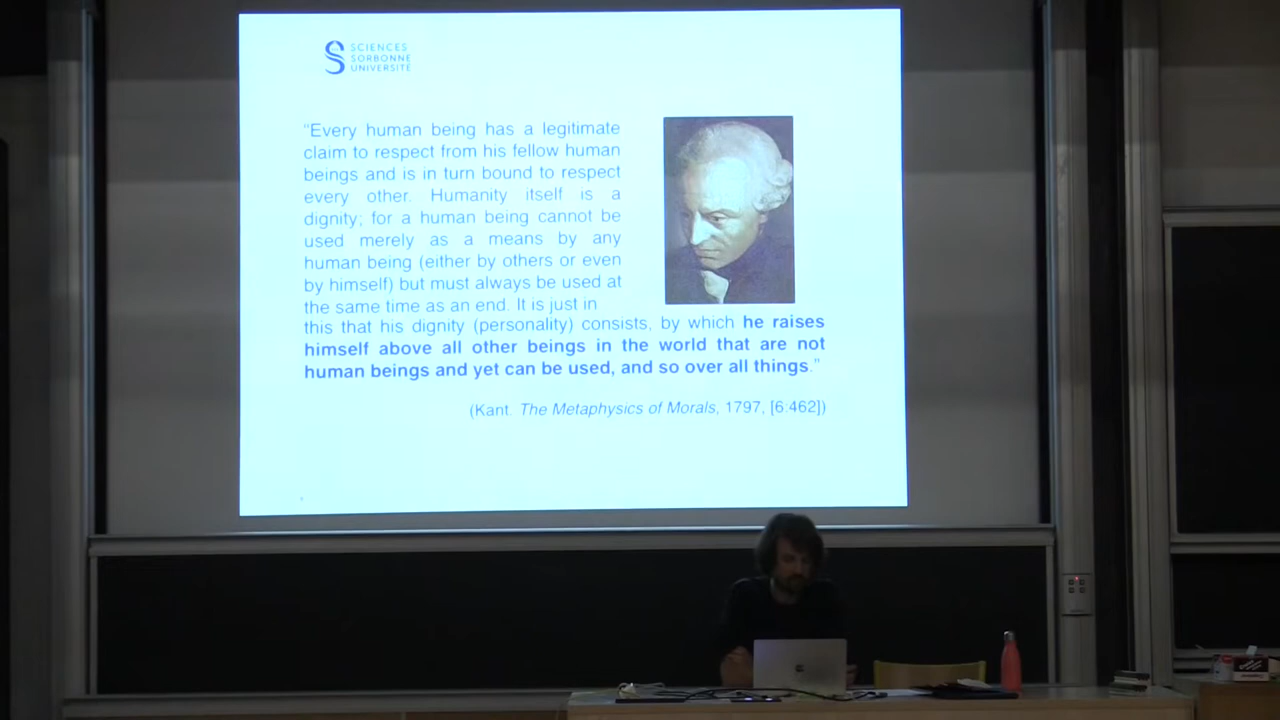 SCIENCES
SORBONNE
UNIVERSITÉ
“Every human being has a legitimate
claim to respect from his fellow human
beings and is in turn bound to respect
every other. Humanity itself is a
dignity; for a human being cannot be
used merely as a means by any
human being (either by others or even
by himself) but must always be used at
the same time as an end. It is just in
this that his dignity (personality) consists, by which he raises
himself above all other beings in the world that are not
human beings and yet can be used, and so over all things.”
(Kant. The Metaphysics of Morals, 1797, [6:462])